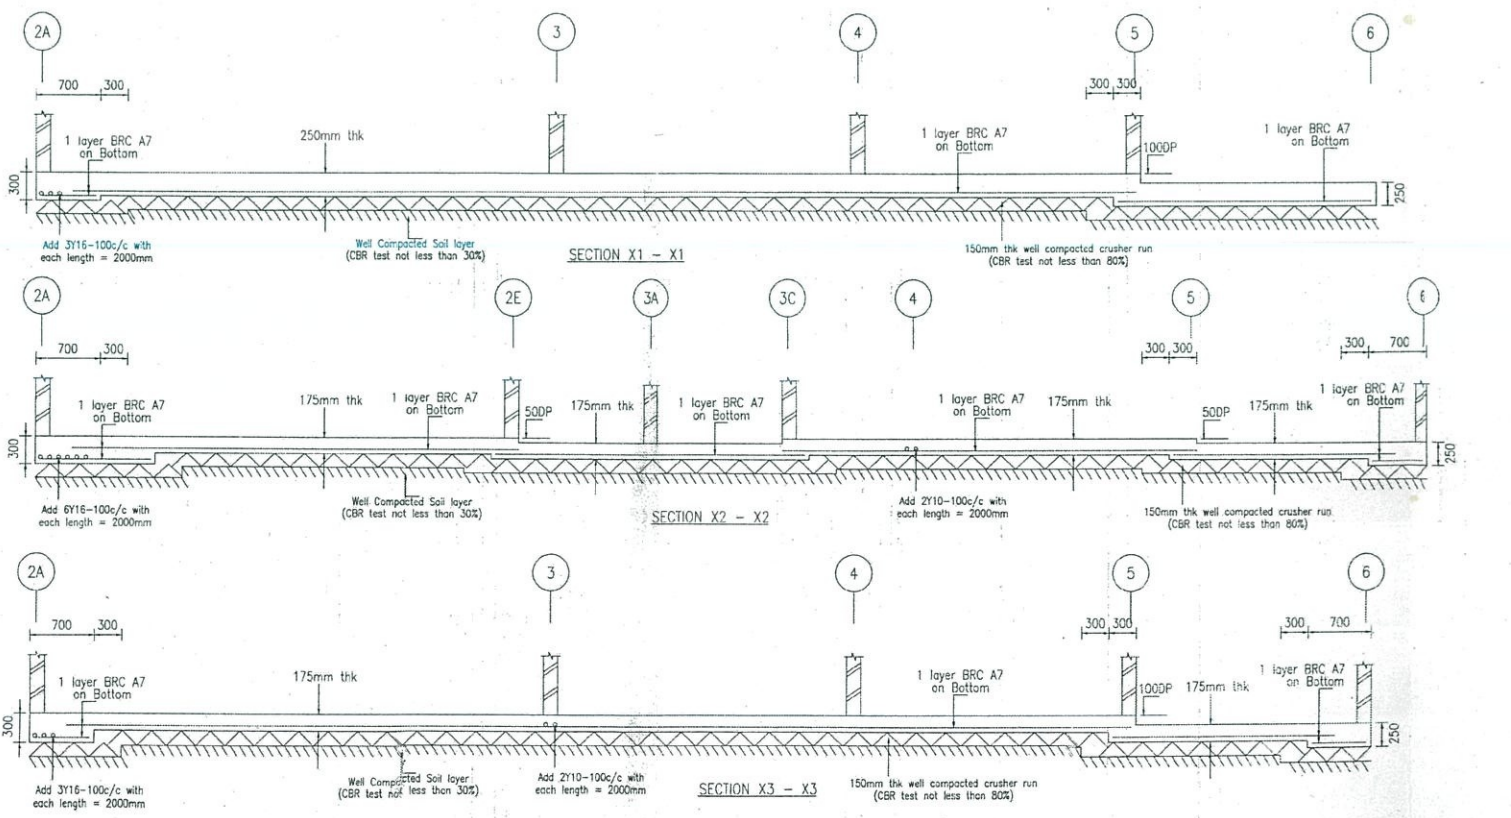 2A
3
4
5
6
700
300
300
300
1 layer BRC A7
on Bottom
250mm thk
1 layer BRC A7
on Bottom
100DP
1 layer BRC A7
on Bottom
300
250
Add 3Y16-100c/c with
each length = 2000mm
Well Compacted Soil layer
(CBR test not less than 30%)
SECTION X1 - X1
150mm thk well compacted crusher run
(CBR test not less than 80%)
2A
2E
3A
3C
4
5
6
700
300
300
300
300
700
1 layer BRC A7
on Bottom
175mm thk
1 layer BRC A7
on Bottom
50DP
175mm thk
1 layer BRC A7
on Bottom
1 layer BRC A7
on Bottom
175mm thk
50DP
175mm thk
1 layer BRC A7
on Bottom
300
250
Add 6Y16-100c/c with
each length = 2000mm
Well Compacted Soil layer
(CBR test not less than 30%)
SECTION X2 - X2
Add 2Y10-100c/c with
each length = 2000mm
150mm thk well compacted crusher run
(CBR test not less than 80%)
2A
3
4
5
6
700
300
300
300
300
700
1 layer BRC A7
on Bottom
175mm thk
1 layer BRC A7
on Bottom
100DP
175mm thk
1 layer BRC A7
on Bottom
300
250
Add 3Y16-100c/c with
each length = 2000mm
Well Compacted Soil layer
(CBR test not less than 30%)
Add 2Y10-100c/c with
each length = 2000mm
SECTION X3 - X3
150mm thk well compacted crusher run
(CBR test not less than 80%)